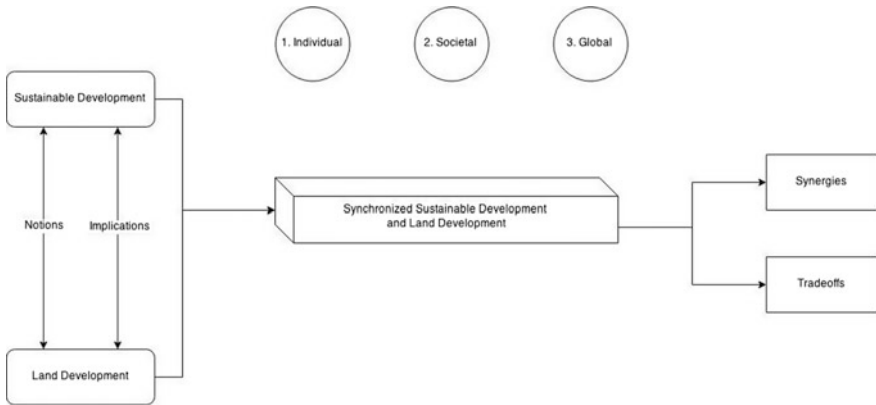 1. Individual
2. Societal
3. Global
Sustainable Development
Synchronized Sustainable Development
and Land Development
Synergies
Notions
Implications
Tradeoffs
Land Development